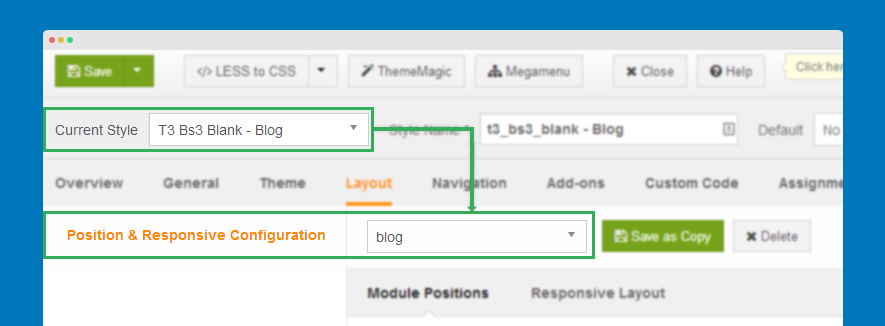 Save </> LESS to CSS ThemeMagic Megamenu Close Help Click her
Current Style T3 Bs3 Blank - Blog Style Name * t3_bs3_blank - Blog Default No
Overview General Theme Layout Navigation Add-ons Custom Code Assignme
Position & Responsive Configuration blog Save as Copy Delete
Module Positions Responsive Layout